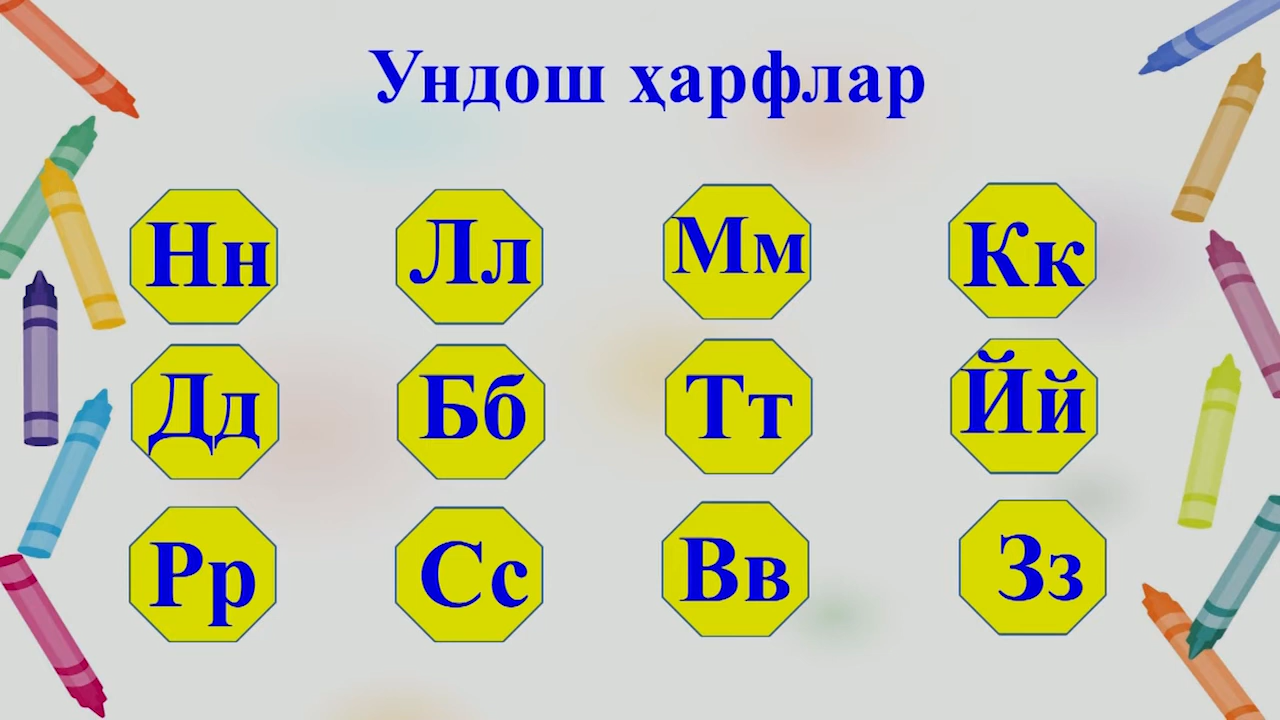 Ундош ҳарфлар
Нн Лл Мм Кк
Дд Бб Тт Йй
Рр Сс Вв Зз